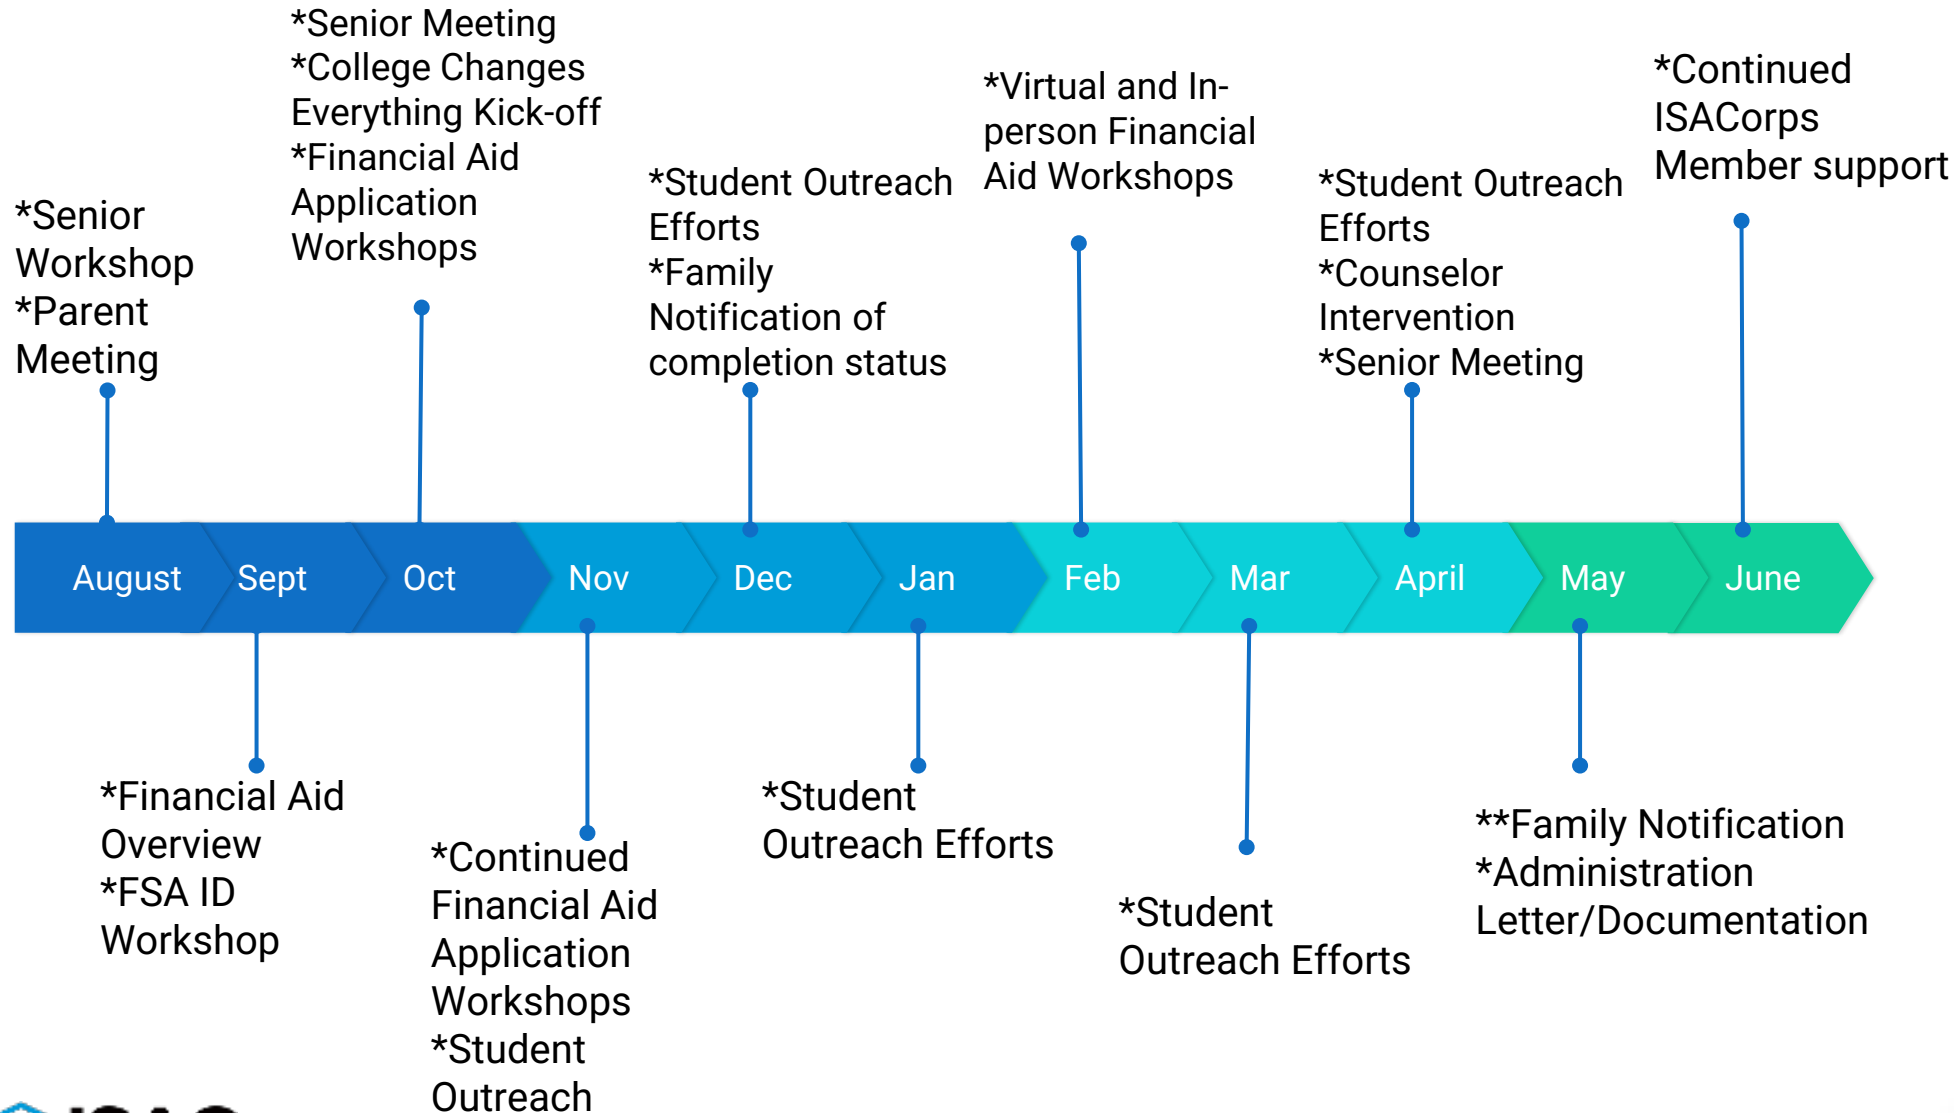 *Senior
Workshop
*Parent
Meeting
*Senior Meeting
*College Changes
Everything Kick-off
*Financial Aid
Application
Workshops
*Student Outreach
Efforts
*Family
Notification of
completion status
*Virtual and In-
person Financial
Aid Workshops
*Student Outreach
Efforts
*Counselor
Intervention
*Senior Meeting
*Continued
ISACorps
Member support
August
Sept
Oct
Nov
Dec
Jan
Feb
Mar
April
May
June
*Financial Aid
Overview
*FSA ID
Workshop
*Continued
Financial Aid
Application
Workshops
*Student
Outreach
*Student
Outreach Efforts
*Student
Outreach Efforts
**Family Notification
*Administration
Letter/Documentation